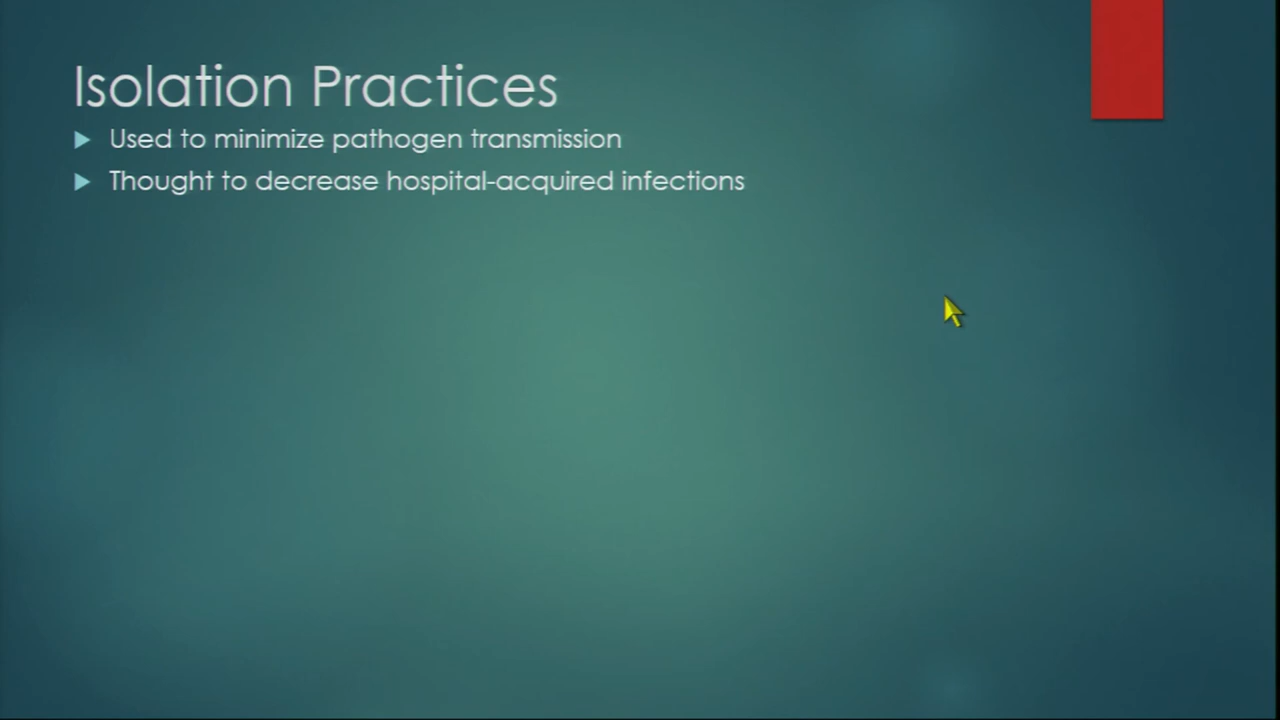 Isolation Practices
Used to minimize pathogen transmission
Thought to decrease hospital-acquired infections